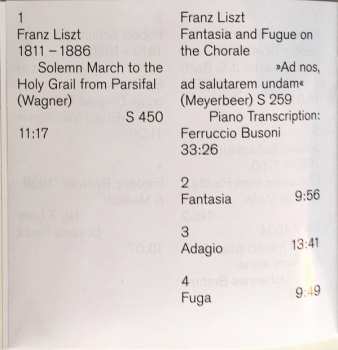 1
Franz Liszt
1811 – 1886
Solemn March to the
Holy Grail from Parsifal
(Wagner)
S 450
11:17
Franz Liszt
Fantasia and Fugue on
the Chorale
»Ad nos,
ad salutarem undam«
(Meyerbeer) S 259
Piano Transcription:
Ferruccio Busoni
33:26
2
Fantasia 9:56
3
Adagio 13:41
4
Fuga 9:49